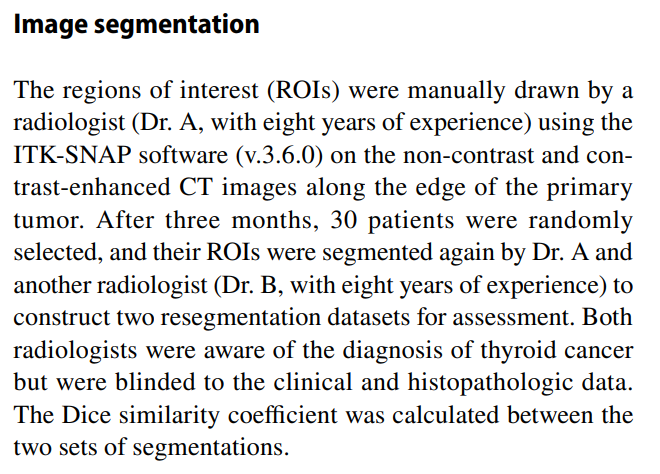 Image segmentation
The regions of interest (ROIs) were manually drawn by a
radiologist (Dr. A, with eight years of experience) using the
ITK-SNAP software (v.3.6.0) on the non-contrast and con-
trast-enhanced CT images along the edge of the primary
tumor. After three months, 30 patients were randomly
selected, and their ROIs were segmented again by Dr. A and
another radiologist (Dr. B, with eight years of experience) to
construct two resegmentation datasets for assessment. Both
radiologists were aware of the diagnosis of thyroid cancer
but were blinded to the clinical and histopathologic data.
The Dice similarity coefficient was calculated between the
two sets of segmentations.